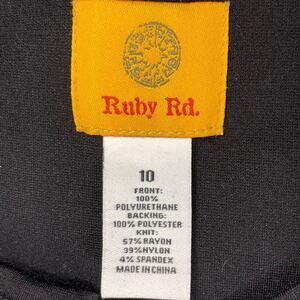 Ruby Rd.
10
FRONT:
100%
POLYURETHANE
BACKING:
100% POLYESTER
KNIT:
57% RAYON
39% NYLON
4% SPANDEX
MADE IN CHINA